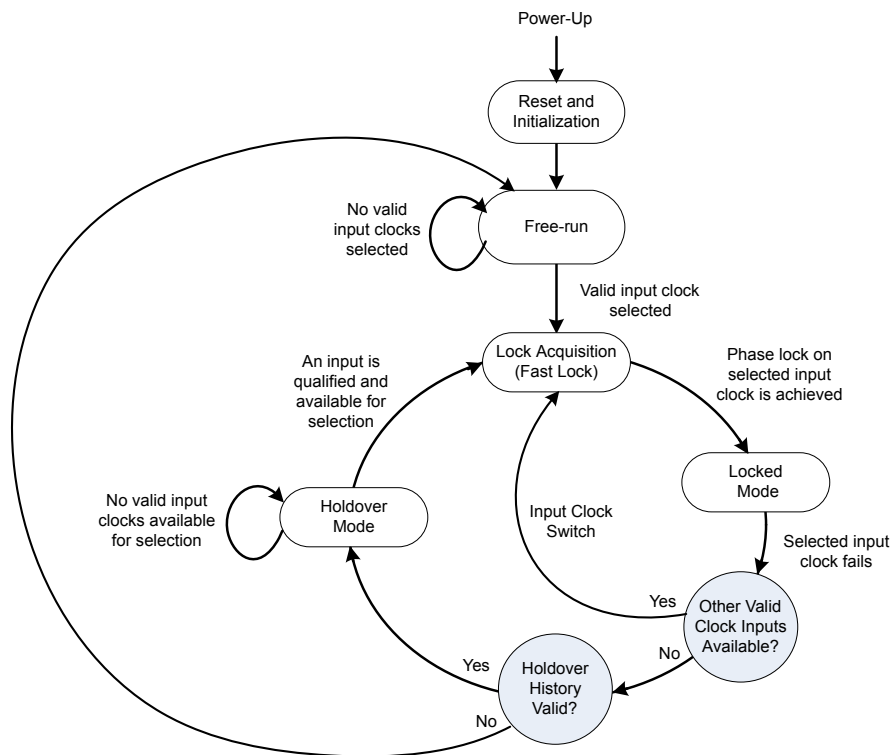 Power-Up
Reset and
Initialization
No valid
input clocks
selected
Free-run
Valid input clock
selected
An input is
qualified and
available for
selection
Lock Acquisition
(Fast Lock)
Phase lock on
selected input
clock is achieved
No valid input
clocks available
for selection
Holdover
Mode
Input Clock
Switch
Locked
Mode
Selected input
clock fails
Yes
Other Valid
Clock Inputs
Available?
No
Yes
Holdover
History
Valid?
No